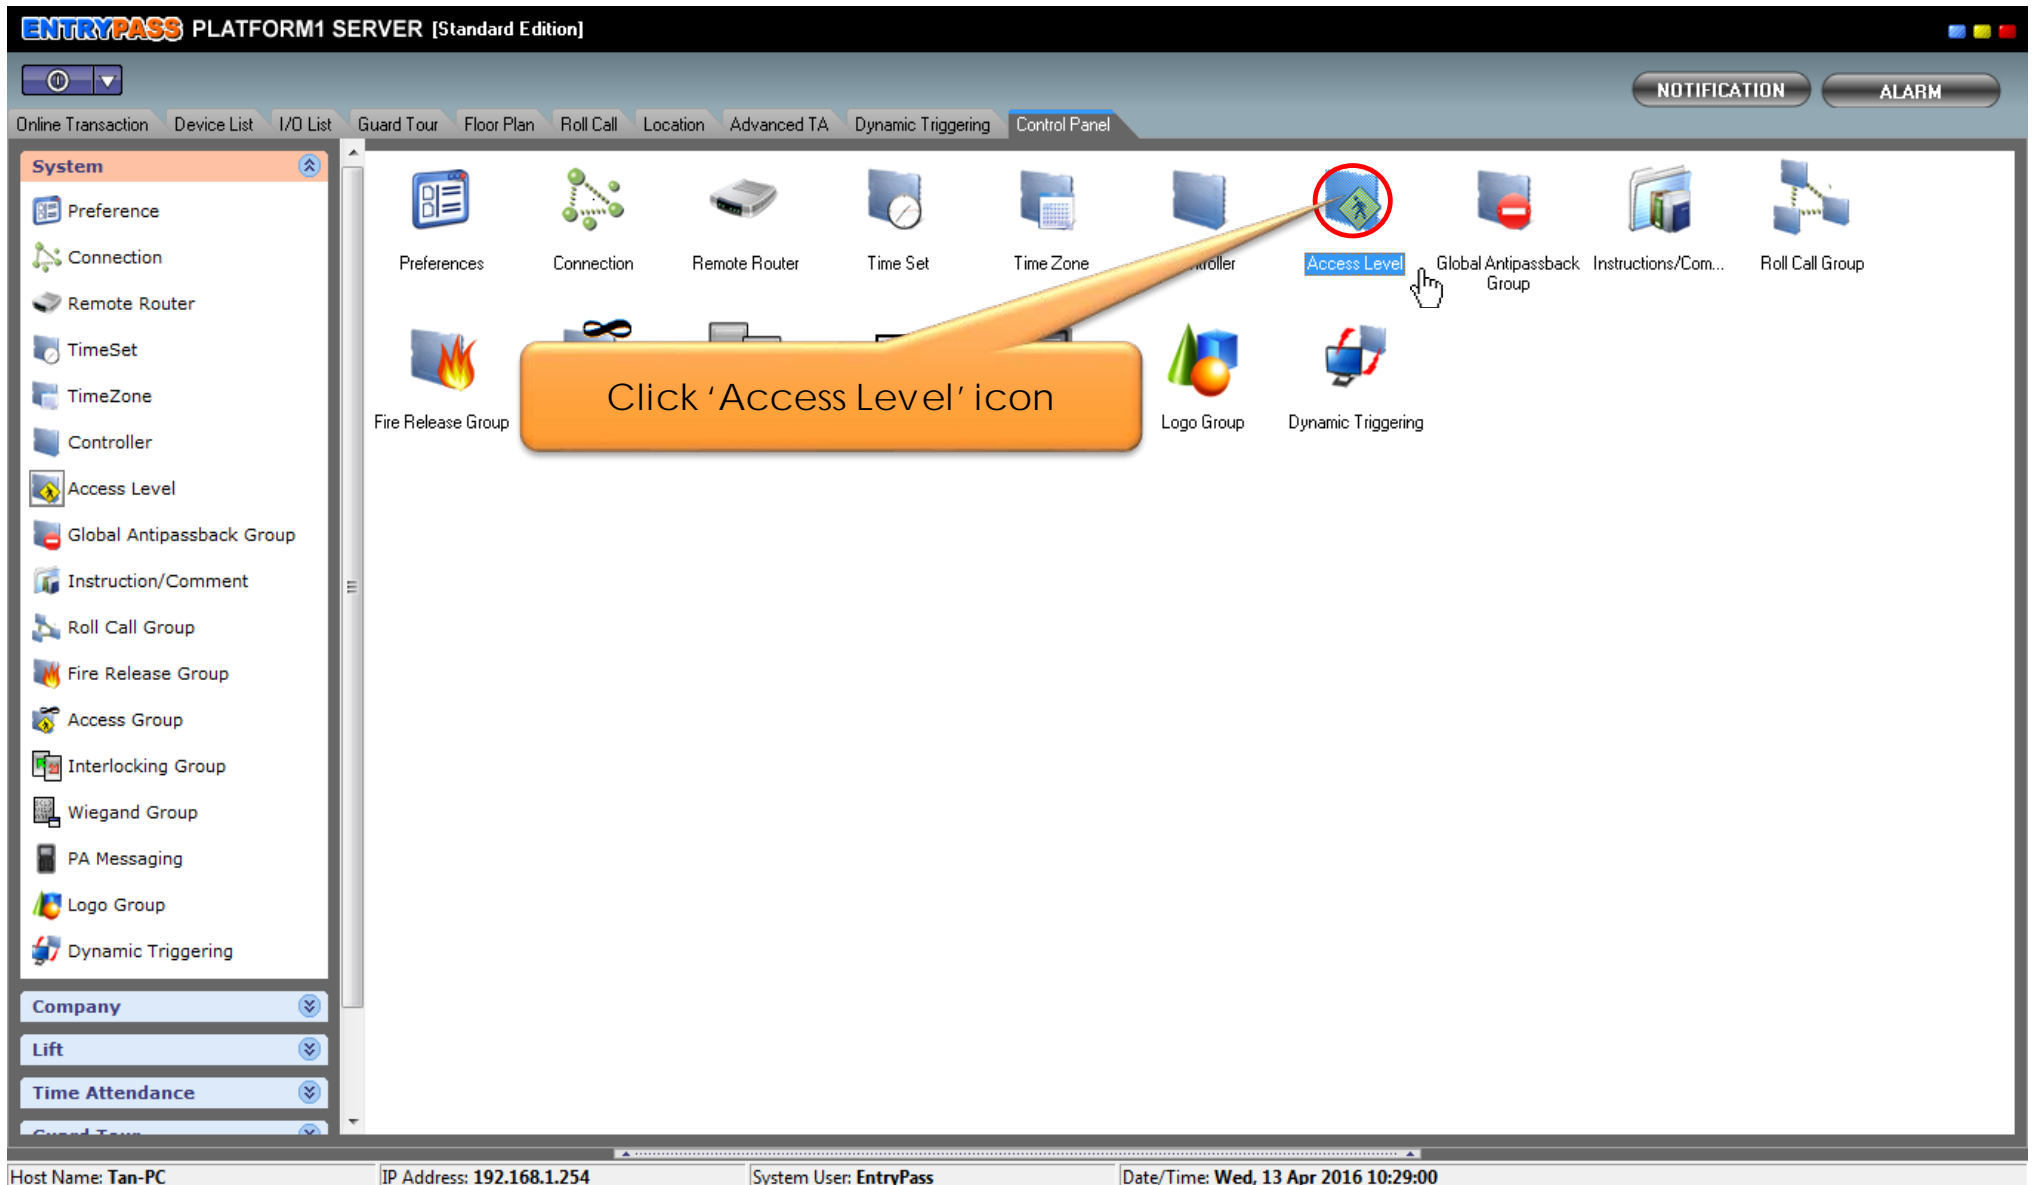 ENTRYPASS PLATFORM1 SERVER [Standard Edition]
NOTIFICATION
ALARM
Online Transaction
Device List
I/O List
Guard Tour
Floor Plan
Roll Call
Location
Advanced TA
Dynamic Triggering
Control Panel
System
Preference
Connection
Remote Router
TimeSet
TimeZone
Controller
Access Level
Global Antipassback Group
Instruction/Comment
Roll Call Group
Fire Release Group
Access Group
Interlocking Group
Wiegand Group
PA Messaging
Logo Group
Dynamic Triggering
Company
Lift
Time Attendance
Guard Tour
Preferences
Connection
Remote Router
Time Set
Time Zone
Access Level
Global Antipassback
Group
Instructions/Com...
Roll Call Group
Fire Release Group
Click ‘Access Level’ icon
Logo Group
Dynamic Triggering
Host Name: Tan-PC
IP Address: 192.168.1.254
System User: EntryPass
Date/Time: Wed, 13 Apr 2016 10:29:00